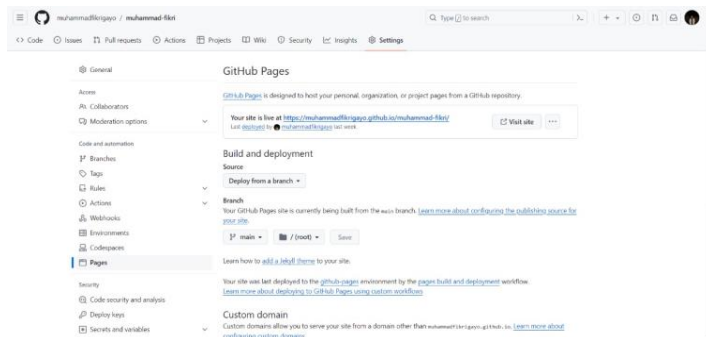 muhammadfikrigayo / muhammad-fikri
Type / to search
Code Issues Pull requests Actions Projects Wiki Security Insights Settings
General
Access
Collaborators
Moderation options
Code and automation
Branches
Tags
Rules
Actions
Webhooks
Environments
Codespaces
Pages
Security
Code security and analysis
Deploy keys
Secrets and variables
GitHub Pages
GitHub Pages is designed to host your personal, organization, or project pages from a GitHub repository.
Your site is live at https://muhammadfikrigayo.github.io/muhammad-fikri/
Last deployed by muhammadfikrigayo last week
Visit site
Build and deployment
Source
Deploy from a branch
Branch
Your GitHub Pages site is currently being built from the main branch. Learn more about configuring the publishing source for
your site.
main / (root) Save
Learn how to add a Jekyll theme to your site.
Your site was last deployed to the github-pages environment by the pages build and deployment workflow.
Learn more about deploying to GitHub Pages using custom workflows
Custom domain
Custom domains allow you to serve your site from a domain other than muhammadfikrigayo.github.io. Learn more about
configuring custom domains.